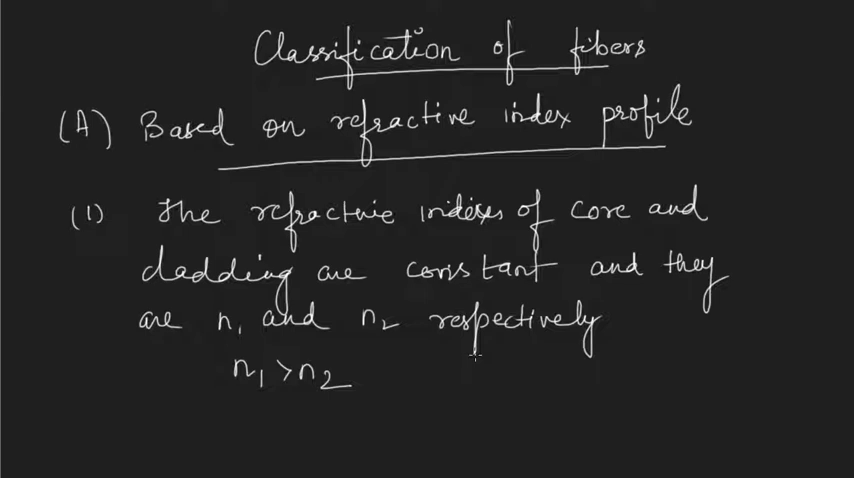 Classification of fibers
(A) Based on refractive index profile
(1) The refractive indexes of core and
cladding are constant and they
are n₁ and n₂ respectively
n₁ > n₂